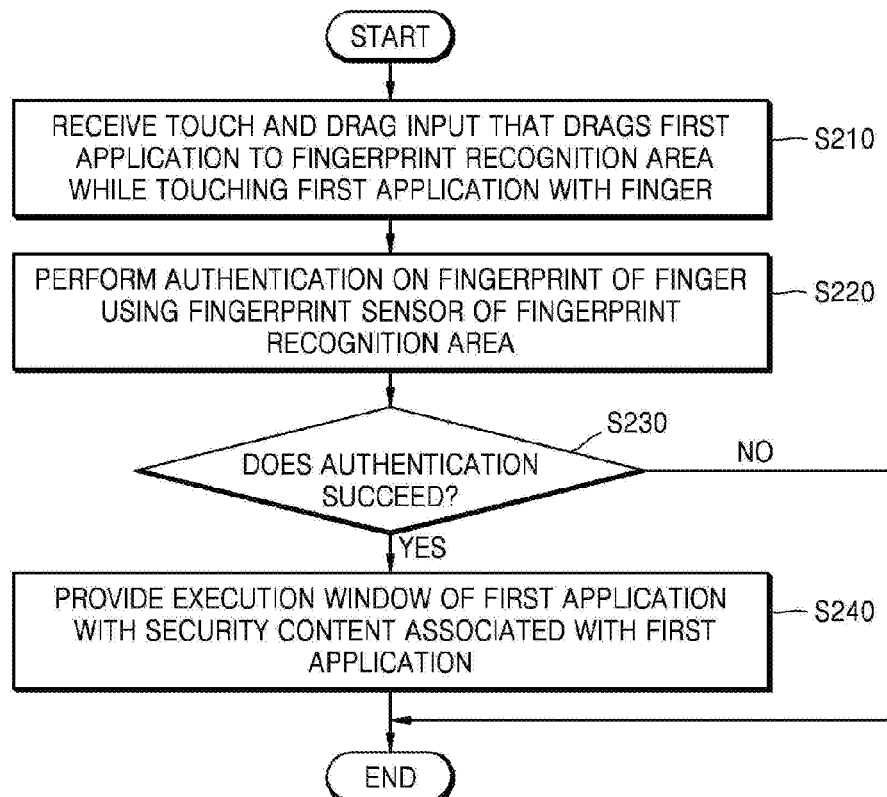 START
RECEIVE TOUCH AND DRAG INPUT THAT DRAGS FIRST
APPLICATION TO FINGERPRINT RECOGNITION AREA
WHILE TOUCHING FIRST APPLICATION WITH FINGER
S210
PERFORM AUTHENTICATION ON FINGERPRINT OF FINGER
USING FINGERPRINT SENSOR OF FINGERPRINT
RECOGNITION AREA
S220
S230
DOES AUTHENTICATION
SUCCEED?
NO
YES
PROVIDE EXECUTION WINDOW OF FIRST APPLICATION
WITH SECURITY CONTENT ASSOCIATED WITH FIRST
APPLICATION
S240
END